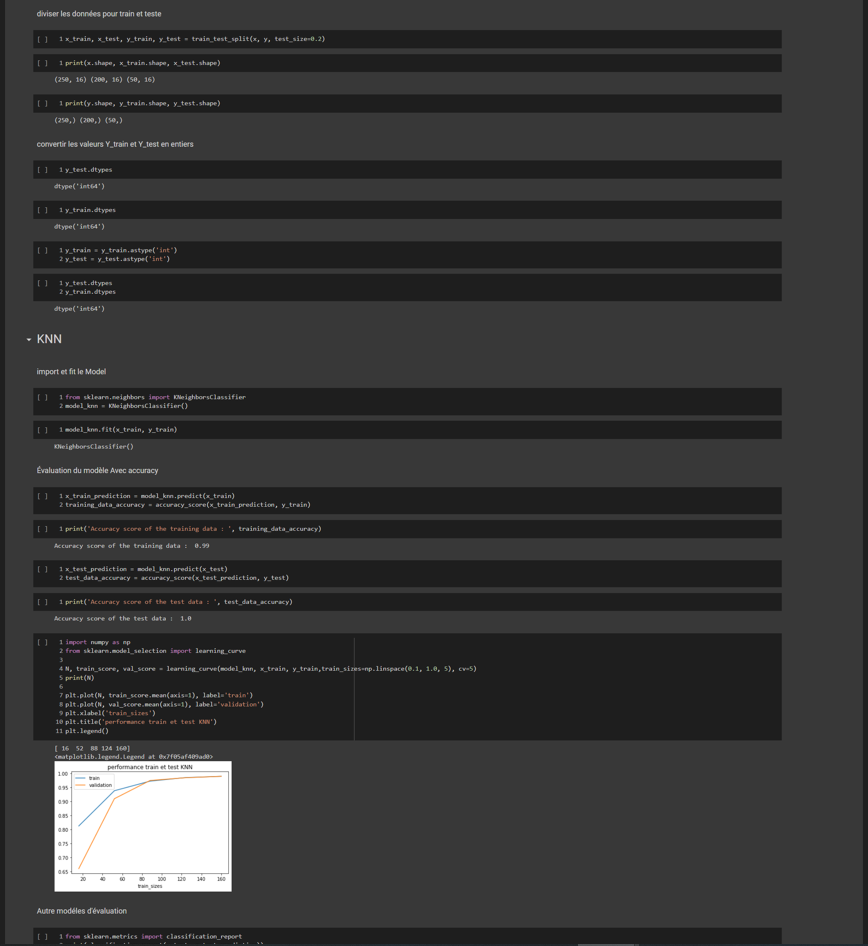 diviser les données pour train et teste
[ ] 1 x_train, x_test, y_train, y_test = train_test_split(x, y, test_size=0.2)
[ ] 1 print(x.shape, x_train.shape, x_test.shape)
(250, 16) (200, 16) (50, 16)
[ ] 1 print(y.shape, y_train.shape, y_test.shape)
(250,) (200,) (50,)
convertir les valeurs Y_train et Y_test en entiers
[ ] 1 y_test.dtypes
dtype('int64')
[ ] 1 y_train.dtypes
dtype('int64')
[ ] 1 y_train = y_train.astype('int')
2 y_test = y_test.astype('int')
[ ] 1 y_test.dtypes
2 y_train.dtypes
dtype('int64')
KNN
import et fit le Model
[ ] 1 from sklearn.neighbors import KNeighborsClassifier
2 model_knn = KNeighborsClassifier()
[ ] 1 model_knn.fit(x_train, y_train)
KNeighborsClassifier()
Évaluation du modèle Avec accuracy
[ ] 1 x_train_prediction = model_knn.predict(x_train)
2 training_data_accuracy = accuracy_score(x_train_prediction, y_train)
[ ] 1 print('Accuracy score of the training data : ', training_data_accuracy)
Accuracy score of the training data :  0.99
[ ] 1 x_test_prediction = model_knn.predict(x_test)
2 test_data_accuracy = accuracy_score(x_test_prediction, y_test)
[ ] 1 print('Accuracy score of the test data : ', test_data_accuracy)
Accuracy score of the test data :  1.0
[ ] 1 import numpy as np
2 from sklearn.model_selection import learning_curve
3
4 N, train_score, val_score = learning_curve(model_knn, x_train, y_train,train_sizes=np.linspace(0.1, 1.0, 5), cv=5)
5 print(N)
6
7 plt.plot(N, train_score.mean(axis=1), label='train')
8 plt.plot(N, val_score.mean(axis=1), label='validation')
9 plt.xlabel('train_sizes')
10 plt.title('performance train et test KNN')
11 plt.legend()
[ 16  52  88 124 160]
<matplotlib.legend.Legend at 0x7f05af409ad0>
performance train et test KNN
train
validation
1.00
0.95
0.90
0.85
0.80
0.75
0.70
0.65
20 40 60 80 100 120 140 160
train_sizes
Autre modéles d'évaluation
[ ] 1 from sklearn.metrics import classification_report